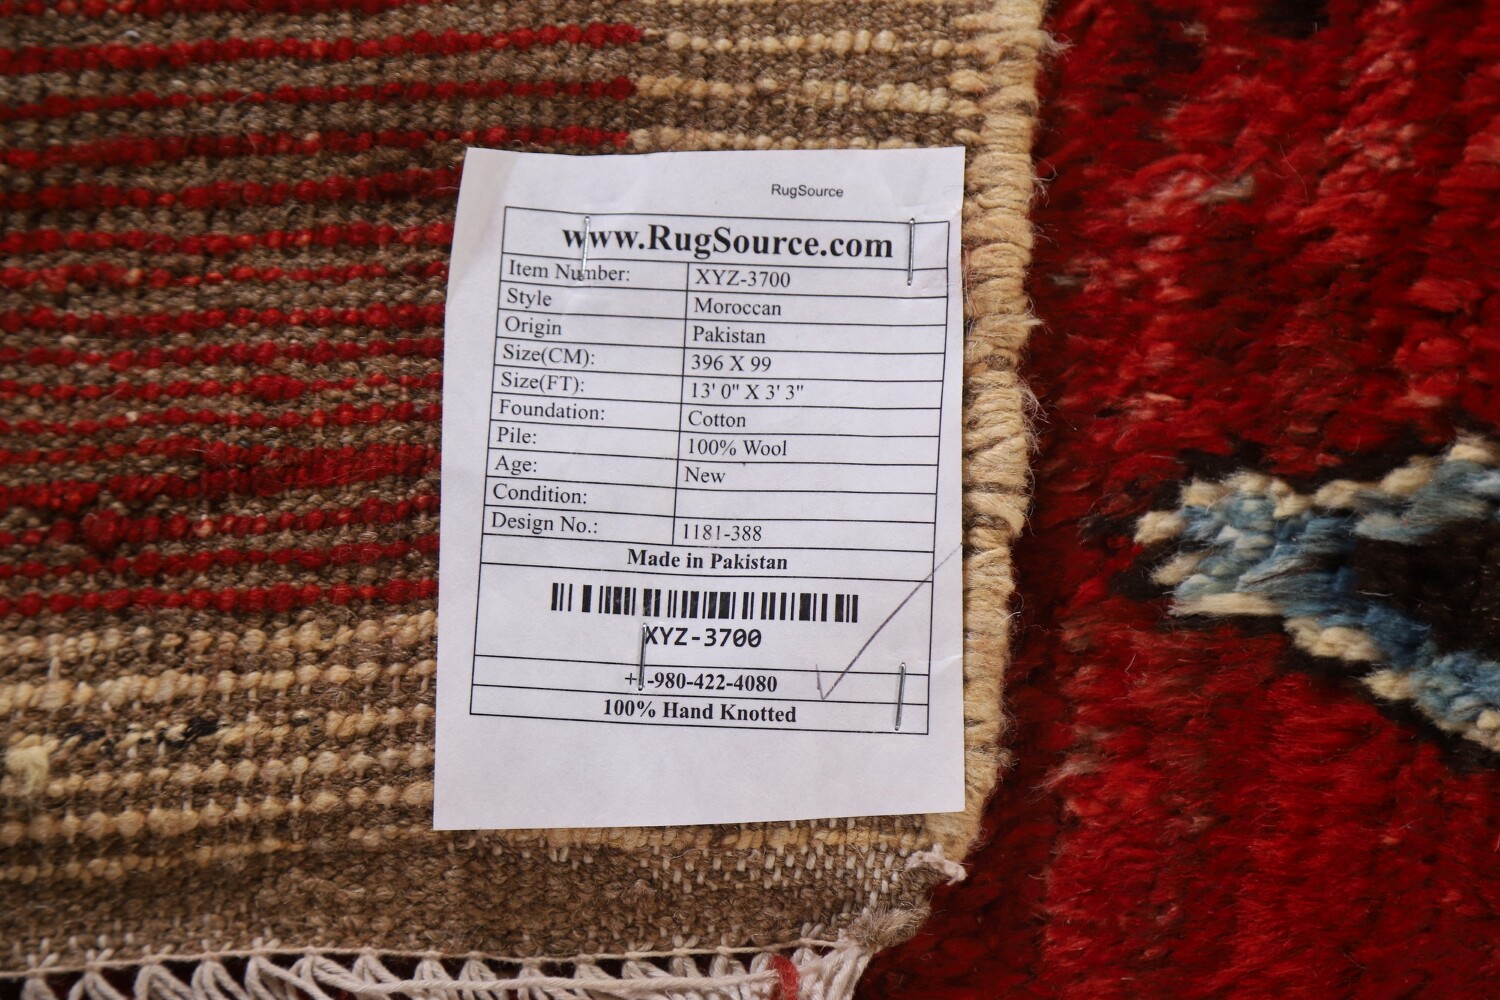 RugSource
www.RugSource.com
Item Number: XYZ-3700
Style Moroccan
Origin Pakistan
Size(CM): 396 X 99
Size(FT): 13' 0" X 3' 3"
Foundation: Cotton
Pile: 100% Wool
Age: New
Condition:
Design No.: 1181-388
Made in Pakistan
XYZ-3700
+1-980-422-4080
100% Hand Knotted